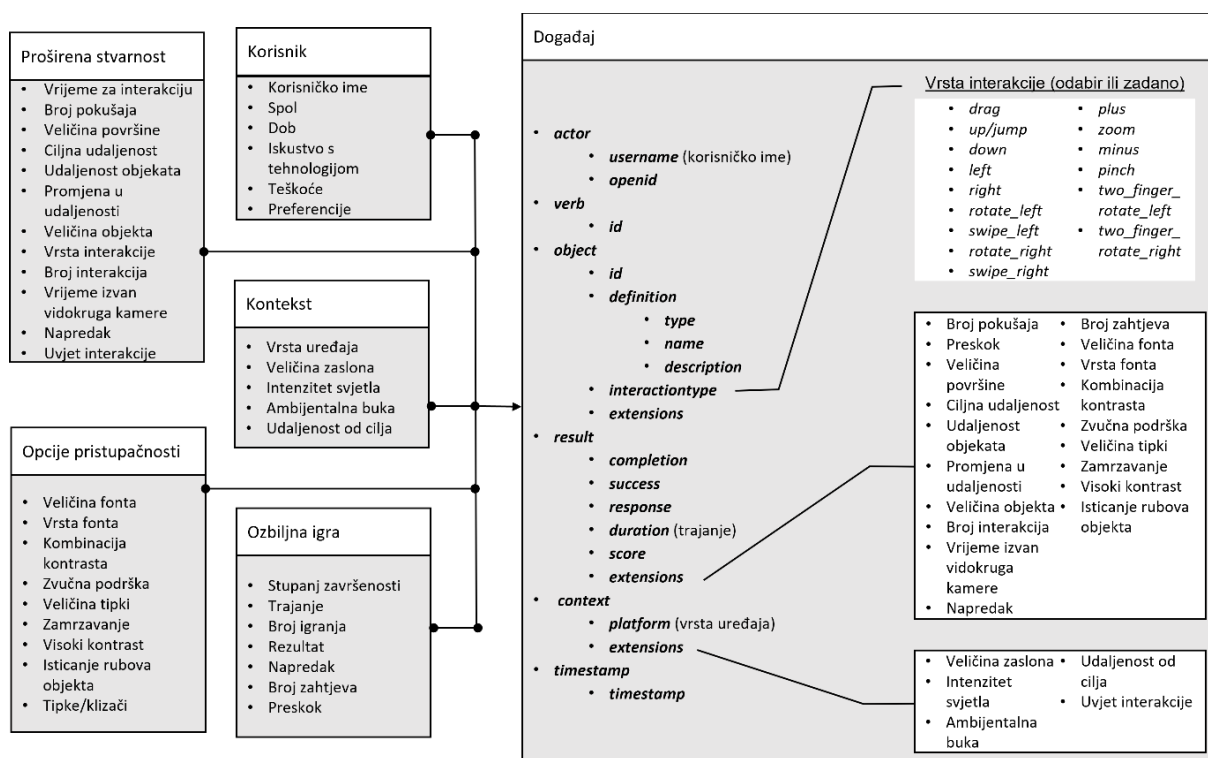 Proširena stvarnost
• Vrijeme za interakciju
• Broj pokušaja
• Veličina površine
• Ciljna udaljenost
• Udaljenost objekata
• Promjena u
udaljenosti
• Veličina objekta
• Vrsta interakcije
• Broj interakcija
• Vrijeme izvan
vidokruga kamere
• Napredak
• Uvjet interakcije
Opcije pristupačnosti
• Veličina fonta
• Vrsta fonta
• Kombinacija
kontrasta
• Zvučna podrška
• Veličina tipki
• Zamrzavanje
• Visoki kontrast
• Isticanje rubova
objekta
• Tipke/klizači
Korisnik
• Korisničko ime
• Spol
• Dob
• Iskustvo s
tehnologijom
• Teškoće
• Preferencije
Kontekst
• Vrsta uređaja
• Veličina zaslona
• Intenzitet svjetla
• Ambijentalna buka
• Udaljenost od cilja
Ozbiljna igra
• Stupanj završenosti
• Trajanje
• Broj igranja
• Rezultat
• Napredak
• Broj zahtjeva
• Preskok
Događaj
• actor
• username (korisničko ime)
• openid
• verb
• id
• object
• id
• definition
• type
• name
• description
• interactiontype
• extensions
• result
• completion
• success
• response
• duration (trajanje)
• score
• extensions
• context
• platform (vrsta uređaja)
• extensions
• timestamp
• timestamp
Vrsta interakcije (odabir ili zadano)
• drag
• up/jump
• down
• left
• right
• rotate_left
• swipe_left
• rotate_right
• swipe_right
• plus
• zoom
• minus
• pinch
• two_finger_
rotate_left
• two_finger_
rotate_right
• Broj pokušaja
• Preskok
• Veličina
površine
• Ciljna udaljenost
• Udaljenost
objekata
• Promjena u
udaljenosti
• Veličina objekta
• Broj interakcija
• Vrijeme izvan
vidokruga
kamere
• Napredak
• Broj zahtjeva
• Veličina fonta
• Vrsta fonta
• Kombinacija
kontrasta
• Zvučna podrška
• Veličina tipki
• Zamrzavanje
• Visoki kontrast
• Isticanje rubova
objekta
• Veličina zaslona
• Intenzitet
svjetla
• Ambijentalna
buka
• Udaljenost od
cilja
• Uvjet interakcije